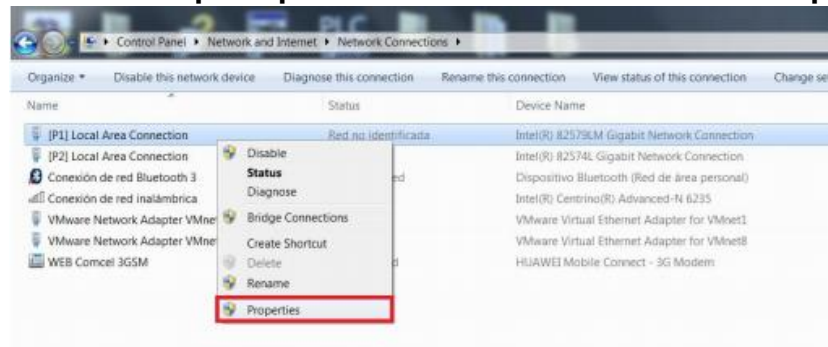 PLC
Control Panel ▸ Network and Internet ▸ Network Connections ▸
Organize Disable this network device Diagnose this connection Rename this connection View status of this connection Change se
Name Status Device Name
[P1] Local Area Connection Red no identificada Intel(R) 82579LM Gigabit Network Connection
[P2] Local Area Connection ed Intel(R) 82574L Gigabit Network Connection
Conexión de red Bluetooth 3 Dispositivo Bluetooth (Red de área personal)
Conexión de red inalámbrica Intel(R) Centrino(R) Advanced-N 6235
VMware Network Adapter VMne VMware Virtual Ethernet Adapter for VMnet1
VMware Network Adapter VMne VMware Virtual Ethernet Adapter for VMnet8
WEB Comcel 3GSM d HUAWEI Mobile Connect - 3G Modem
Disable
Status
Diagnose
Bridge Connections
Create Shortcut
Delete
Rename
Properties